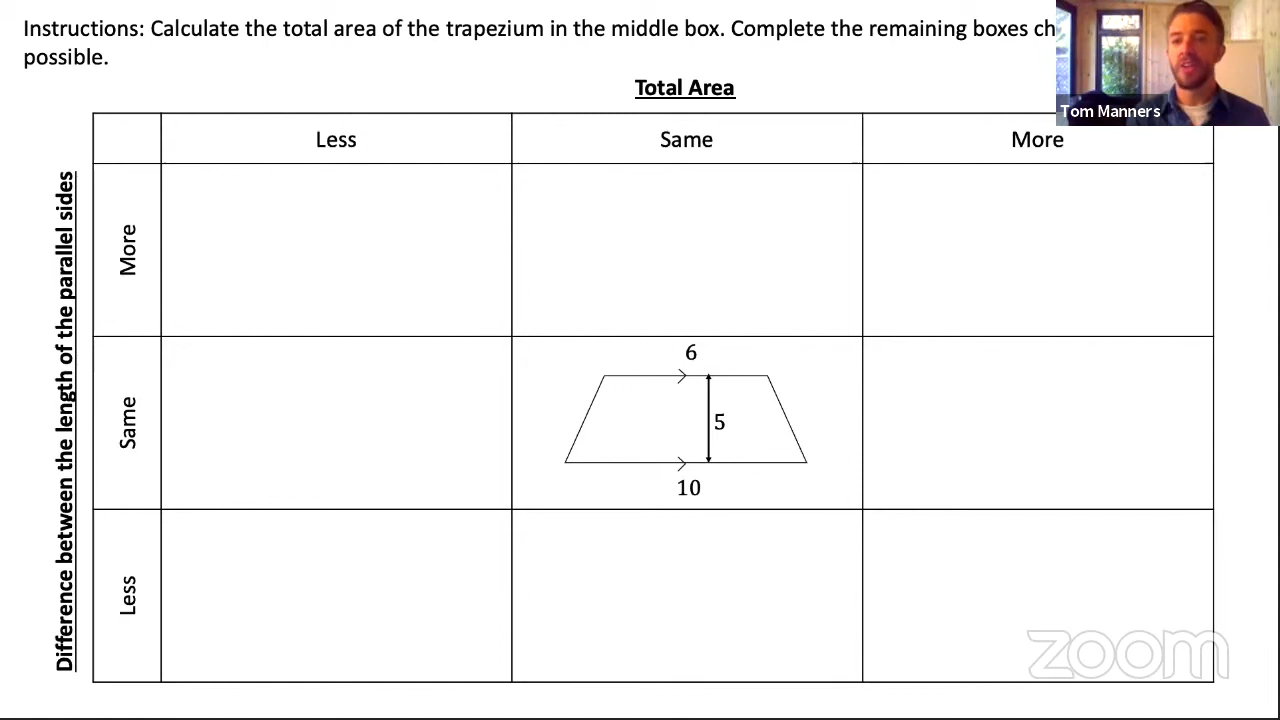 Instructions: Calculate the total area of the trapezium in the middle box. Complete the remaining boxes
possible.
Total Area
Tom Manners
Less
Same
More
Difference between the length of the parallel sides
More
Same
6
5
10
Less
zoom